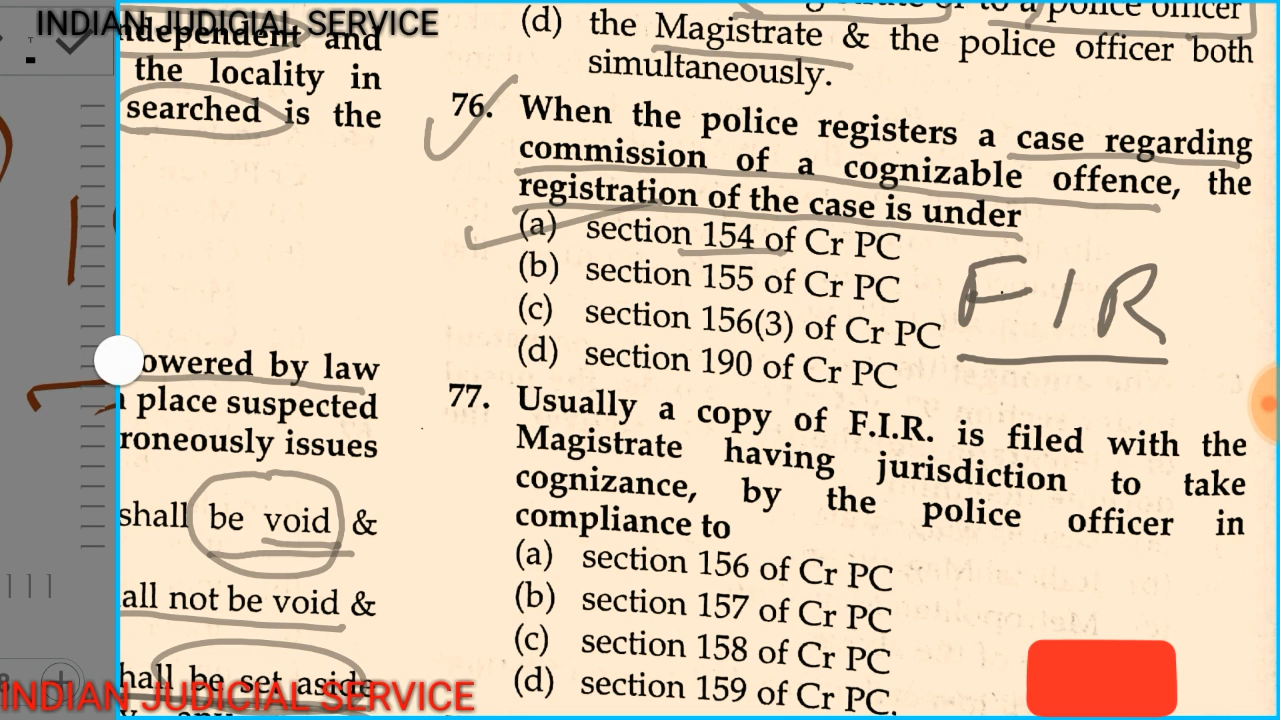 INDIAN JUDICIAL SERVICE
ndependent and
the locality in
searched is the
owered by law
place suspected
roneously issues
shall be void &
all not be void &
hall be set aside
(d) the Magistrate & the police officer both
simultaneously.
76. When the police registers a case regarding
commission of a cognizable offence, the
registration of the case is under
(a) section 154 of Cr PC
(b) section 155 of Cr PC
(c) section 156(3) of Cr PC
(d) section 190 of Cr PC
FIR
77. Usually a copy of F.I.R. is filed with the
Magistrate having jurisdiction to take
cognizance, by the police officer in
compliance to
(a) section 156 of Cr PC
(b) section 157 of Cr PC
(c) section 158 of Cr PC
(d) section 159 of Cr PC.
INDIAN JUDICIAL SERVICE